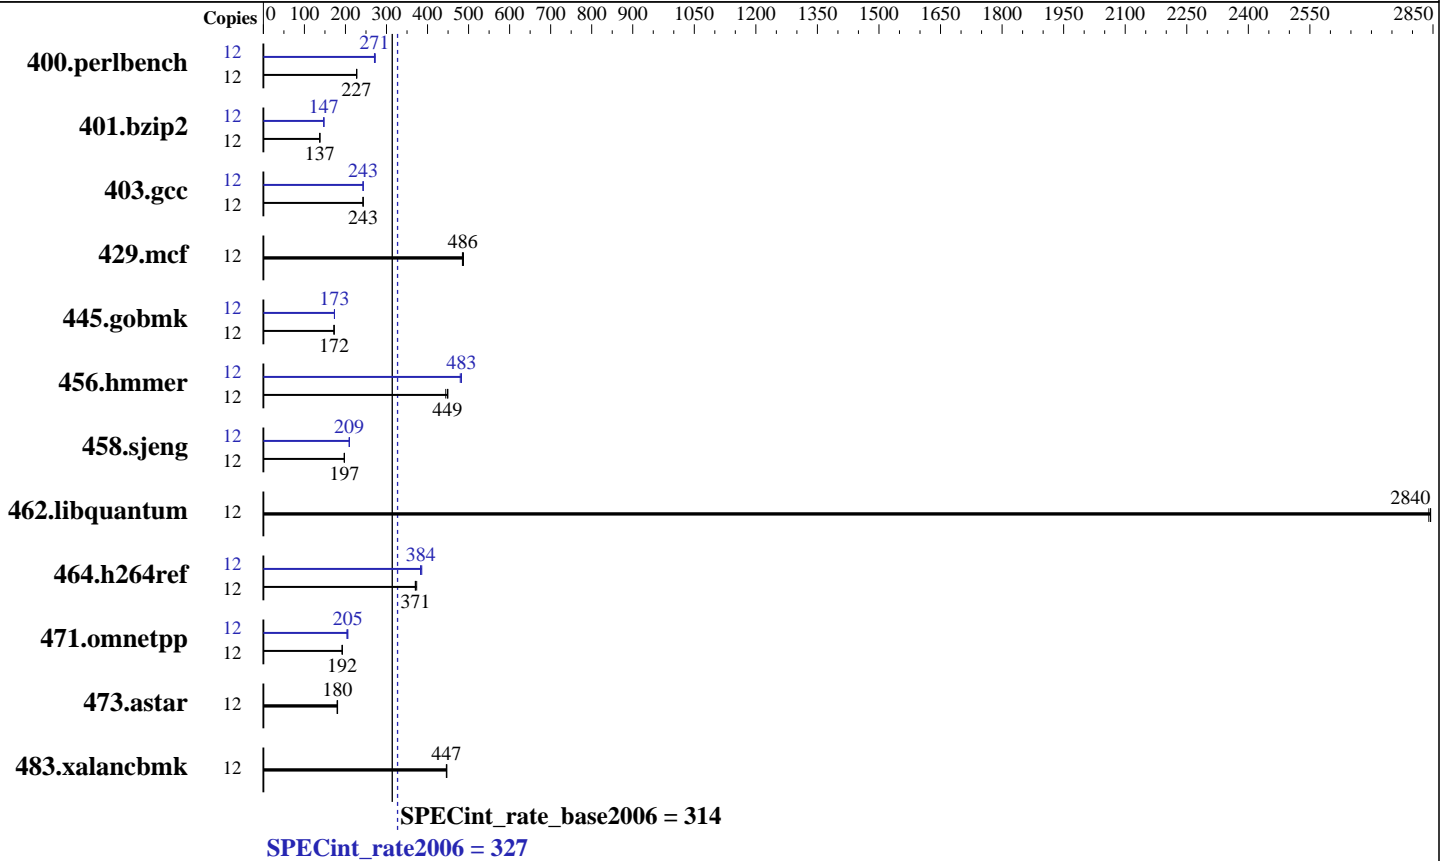 Copies 0 100 200 300 400 500 600 700 800 900 1050 1200 1350 1500 1650 1800 1950 2100 2250 2400 2550 2850
400.perlbench 12 271
12 227
401.bzip2 12 147
12 137
403.gcc 12 243
12 243
429.mcf 12 486
445.gobmk 12 173
12 172
456.hmmer 12 483
12 449
458.sjeng 12 209
12 197
462.libquantum 12 2840
464.h264ref 12 384
12 371
471.omnetpp 12 205
12 192
473.astar 12 180
483.xalancbmk 12 447
SPECint_rate_base2006 = 314
SPECint_rate2006 = 327